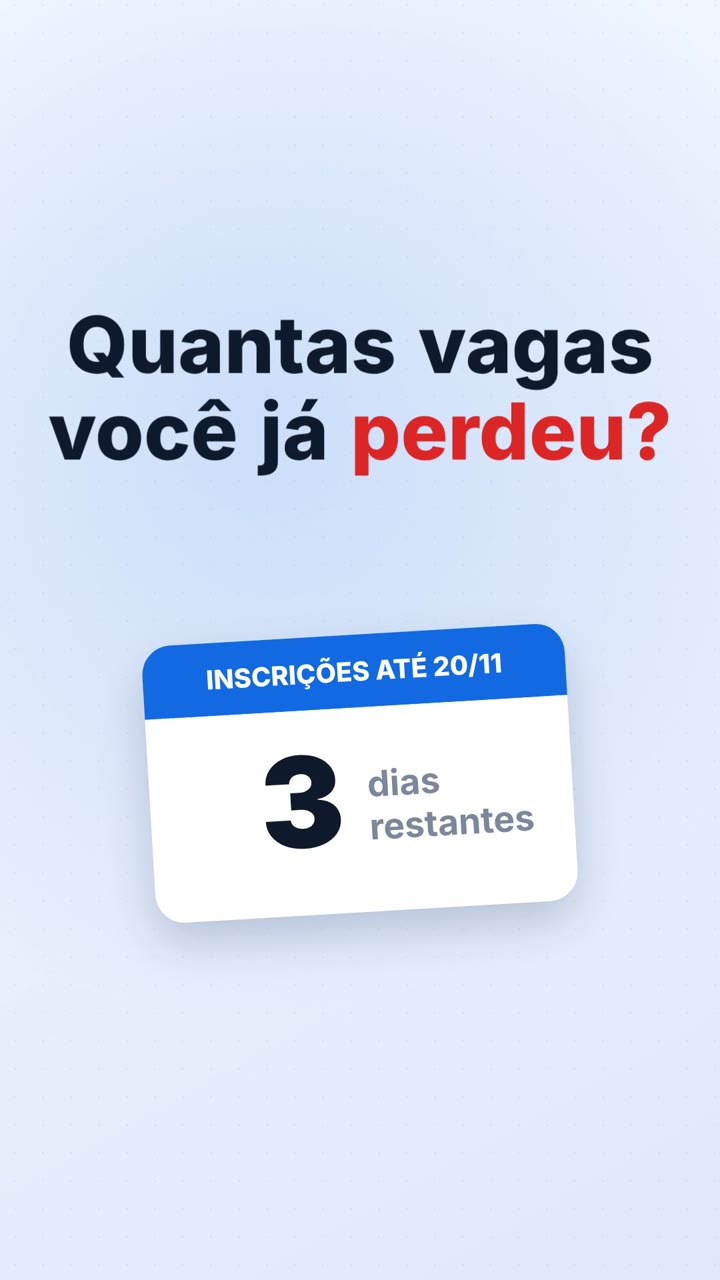 Quantas vagas
você já perdeu?
INSCRIÇÕES ATÉ 20/11
3
dias
restantes